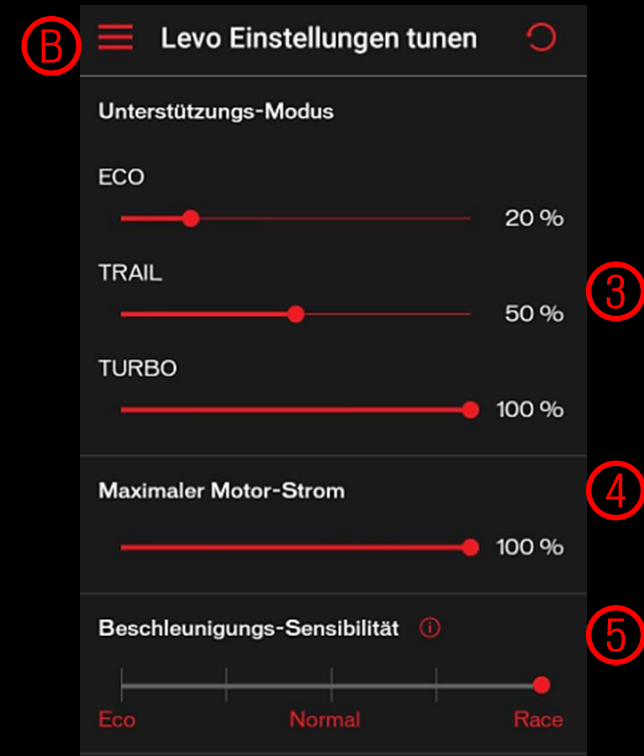 B Levo Einstellungen tunen
Unterstützungs-Modus
ECO
20 %
TRAIL
3
50 %
TURBO
100 %
Maximaler Motor-Strom
4
100 %
Beschleunigungs-Sensibilität i
5
Eco Normal Race